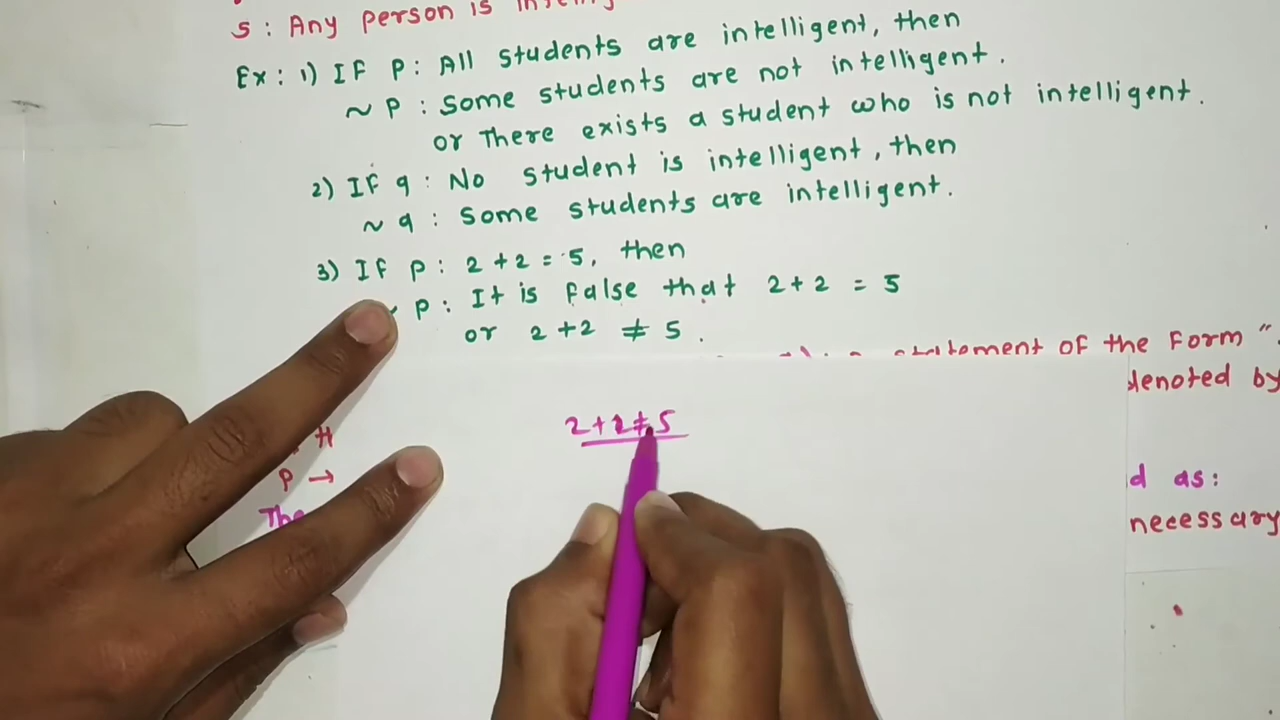 s: Any person is
Ex: 1) If P: All students are intelligent, then
~ P : some students are not intelligent.
or There exists a student who is not intelligent.
2) If q : No student is intelligent, then
~ q : some students are intelligent.
3) If p : 2 + 2 = 5, then
P : It is false that 2 + 2 = 5
or 2 + 2 ≠ 5 .
statement of the form "
denoted by
2 + 2 ≠ 5
P →
d as:
necessary